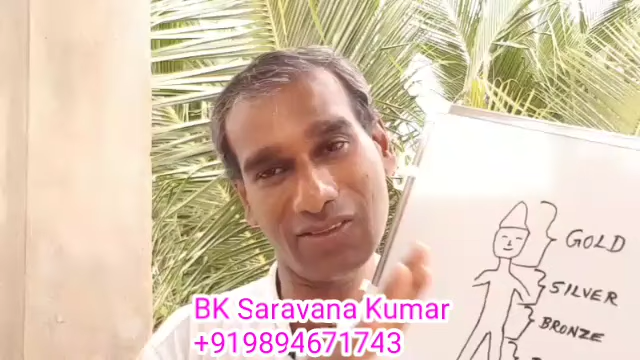 GOLD
SILVER
BRONZE
BK Saravana Kumar
+919894671743